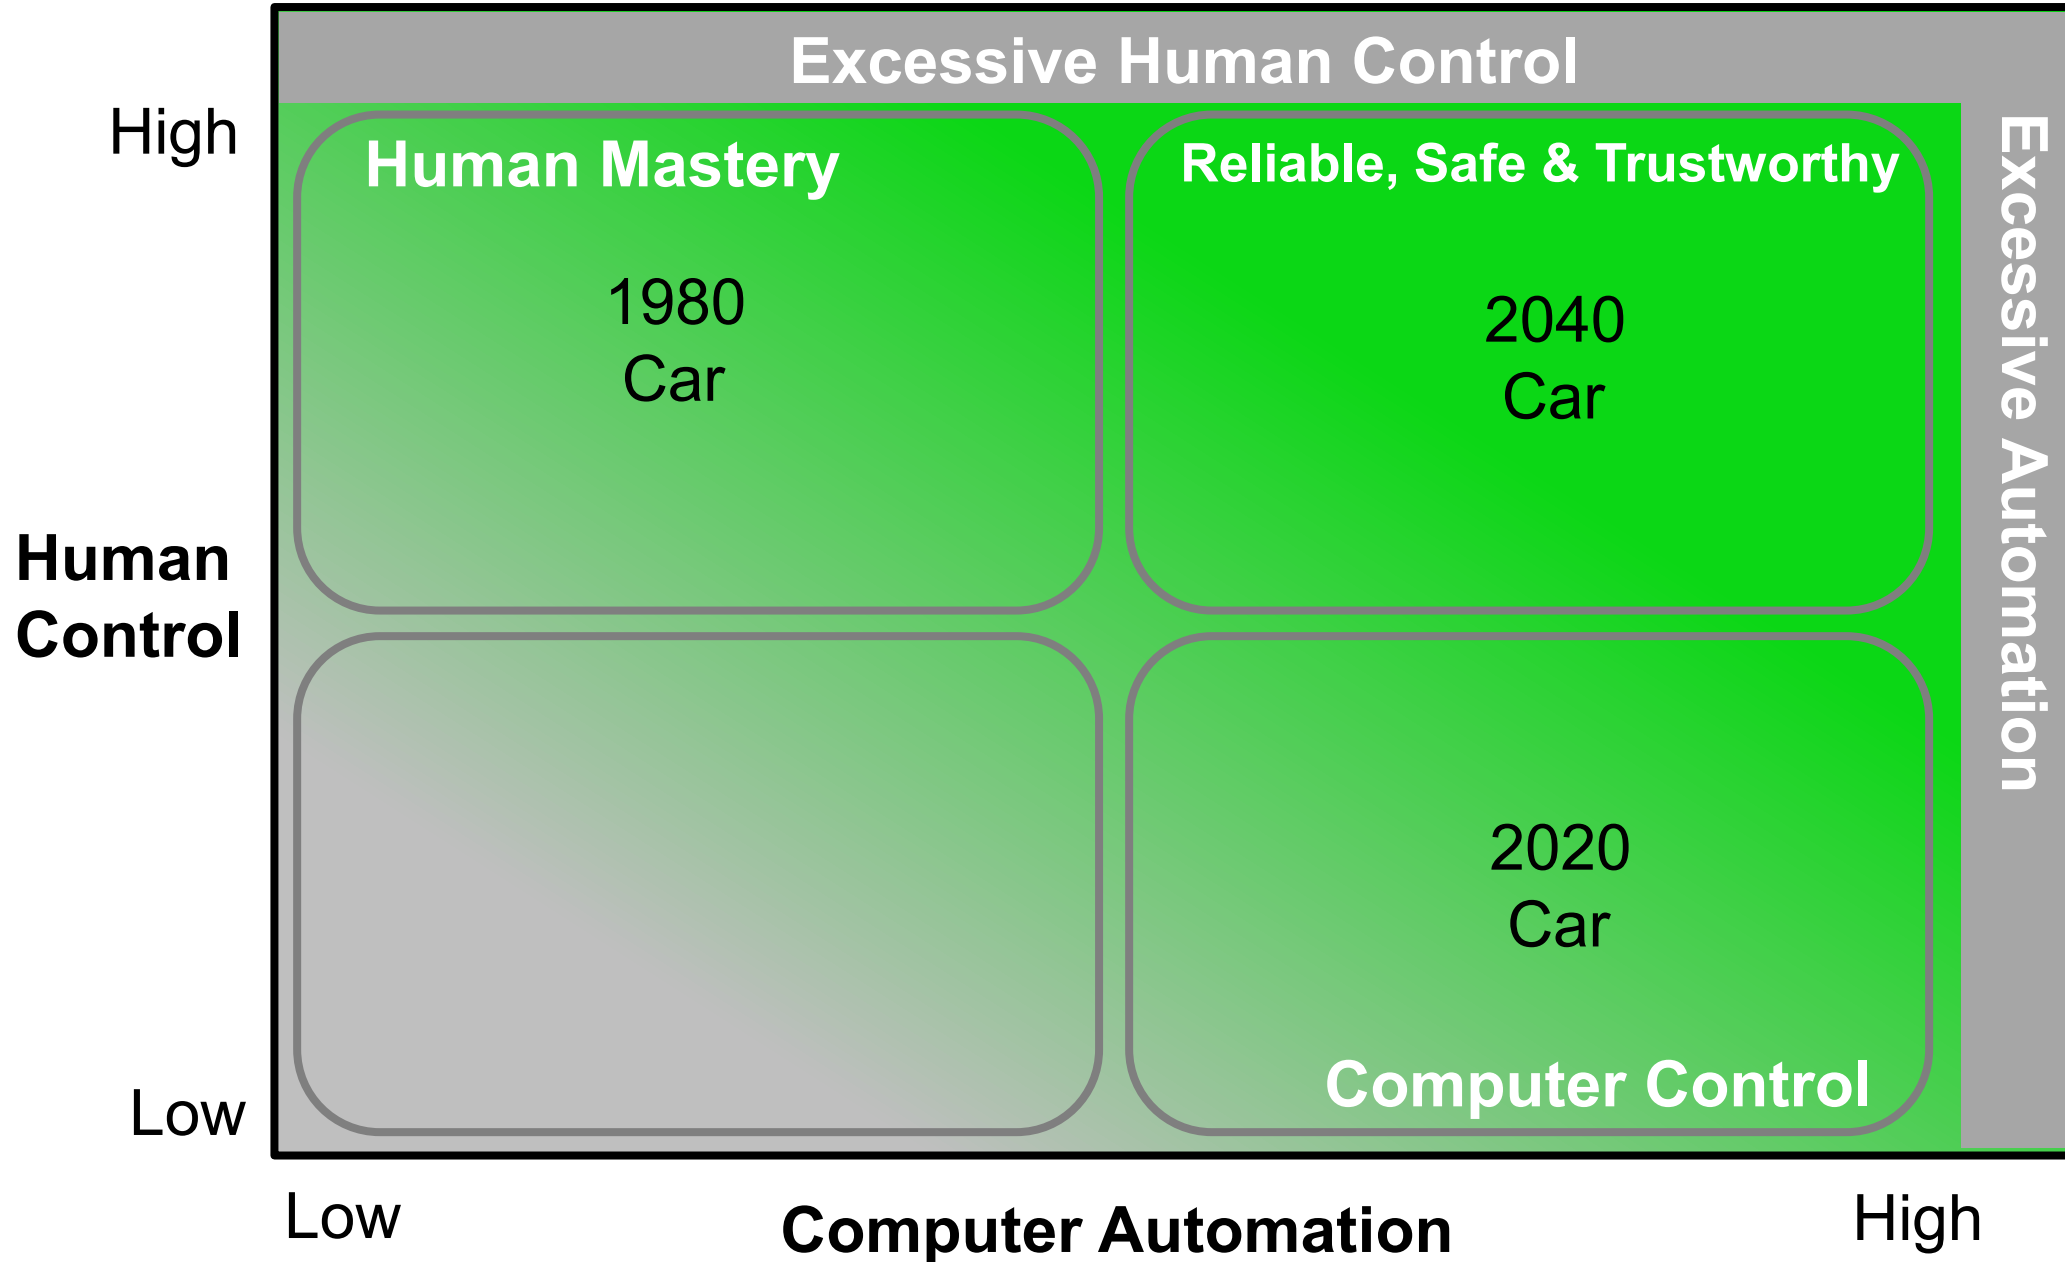 Excessive Human Control
High
Human Mastery
Reliable, Safe & Trustworthy
Excessive Automation
1980
Car
2040
Car
Human
Control
2020
Car
Computer Control
Low
Low
Computer Automation
High